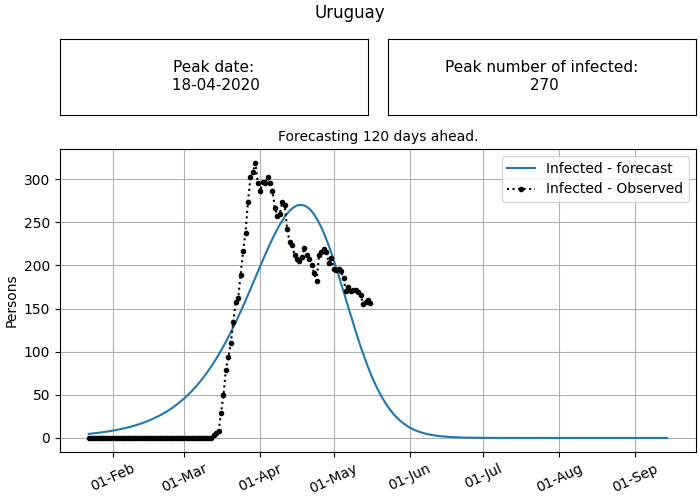 Uruguay
Peak date:
18-04-2020
Peak number of infected:
270
Forecasting 120 days ahead.
Infected - forecast
Infected - Observed
300
250
200
150
100
50
0
Persons
01-Feb
01-Mar
01-Apr
01-May
01-Jun
01-Jul
01-Aug
01-Sep